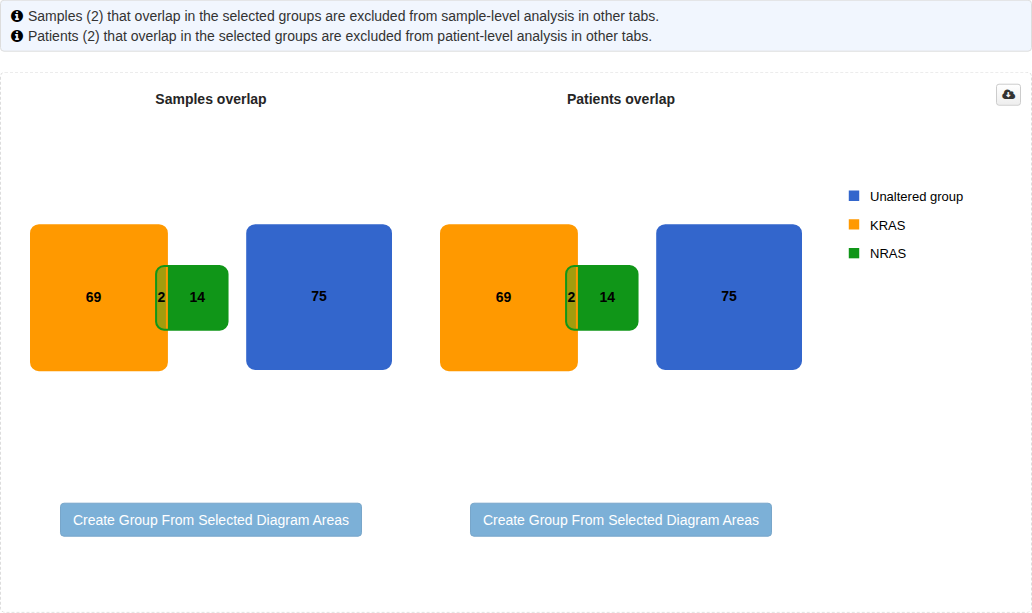 Samples (2) that overlap in the selected groups are excluded from sample-level analysis in other tabs.
Patients (2) that overlap in the selected groups are excluded from patient-level analysis in other tabs.
Samples overlap
69
2
14
75
Create Group From Selected Diagram Areas
Patients overlap
69
2
14
75
Create Group From Selected Diagram Areas
Unaltered group
KRAS
NRAS